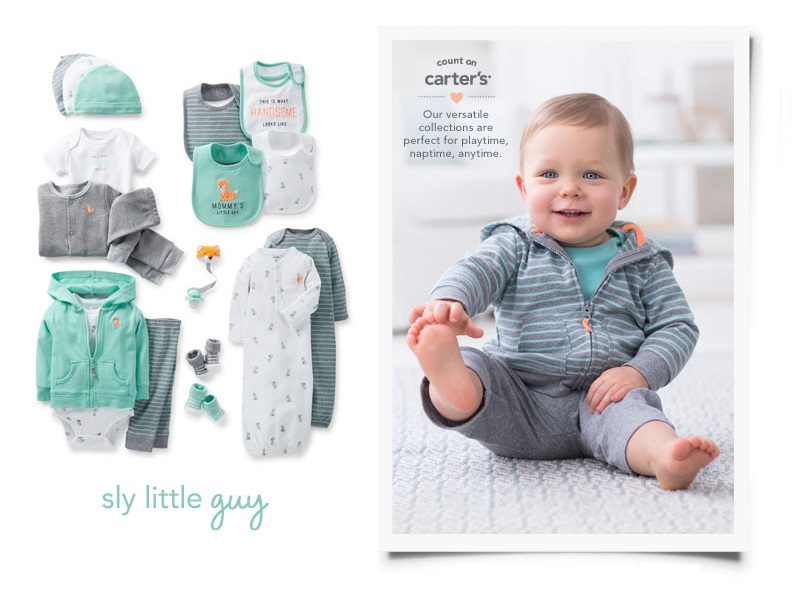 count on
carter's®
Our versatile
collections are
perfect for playtime,
naptime, anytime.
THIS IS WHAT
HANDSOME
LOOKS LIKE
MOMMY'S
LITTLE GUY
sly little guy